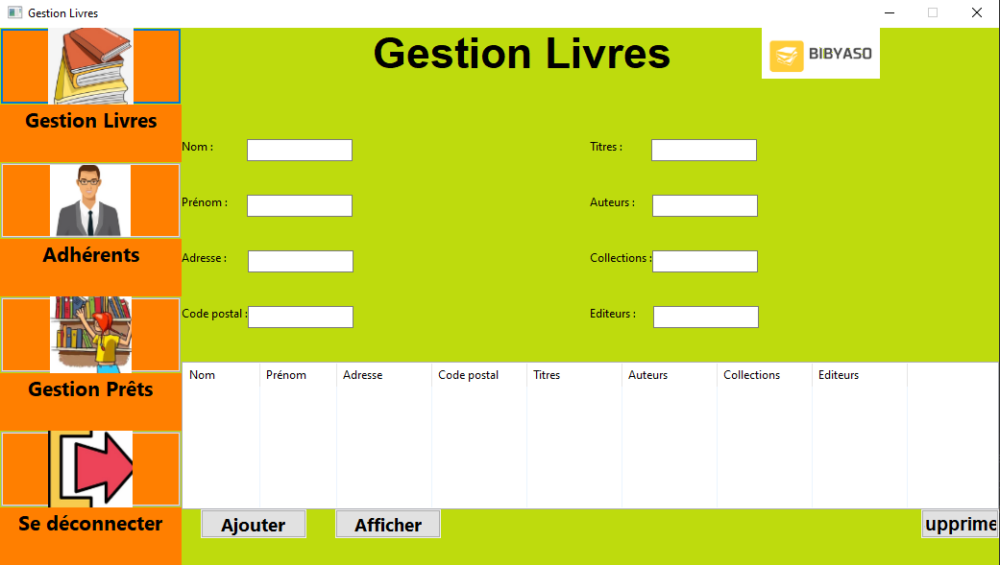 Gestion Livres
Gestion Livres
BIBYASO
Gestion Livres
Adhérents
Gestion Prêts
Se déconnecter
Nom :
Titres :
Prénom :
Auteurs :
Adresse :
Collections :
Code postal :
Editeurs :
Nom Prénom Adresse Code postal Titres Auteurs Collections Editeurs
Ajouter Afficher upprime